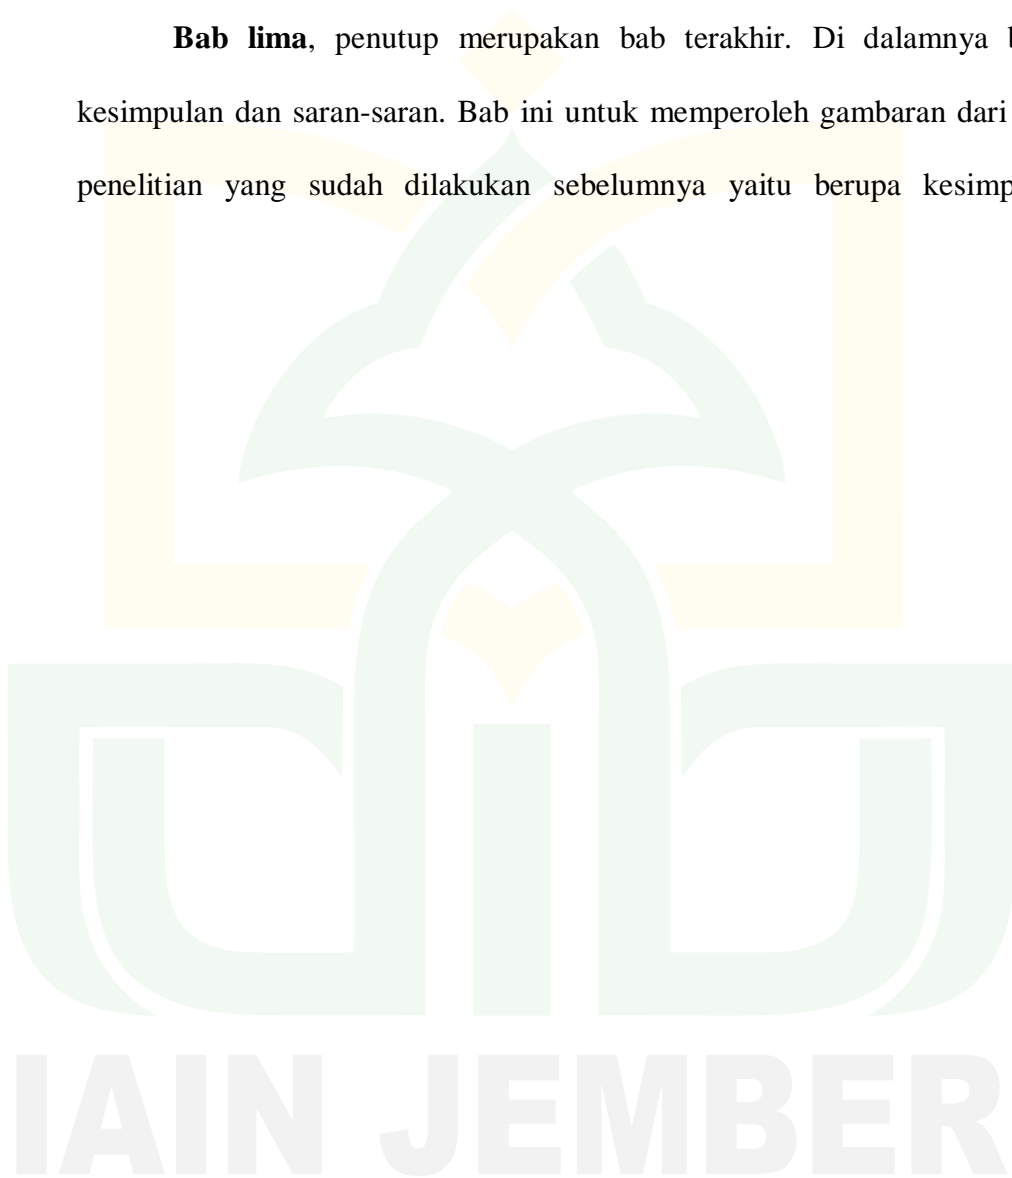 Bab lima, penutup merupakan bab terakhir. Di dalamnya
kesimpulan dan saran-saran. Bab ini untuk memperoleh gambaran dari
penelitian yang sudah dilakukan sebelumnya yaitu berupa
IAIN JEMBER